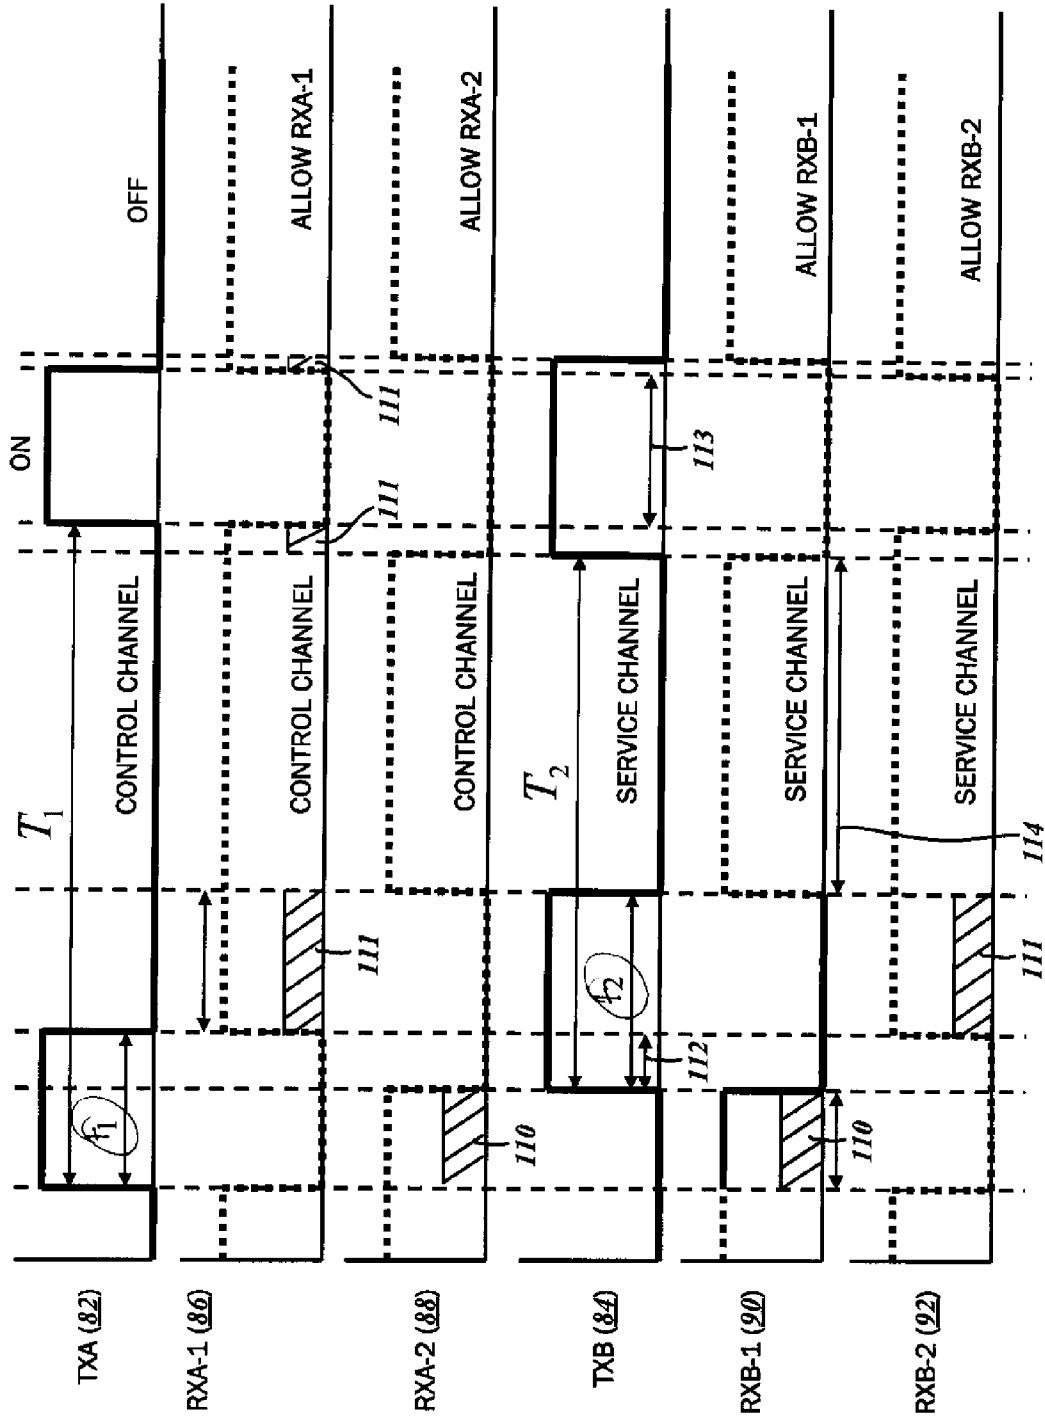 TXA (82)
T1
t1
ON
OFF
CONTROL CHANNEL
RXA-1 (86)
111
111
111
CONTROL CHANNEL
ALLOW RXA-1
RXA-2 (88)
110
CONTROL CHANNEL
ALLOW RXA-2
TXB (84)
T2
t2
112
SERVICE CHANNEL
113
RXB-1 (90)
110
SERVICE CHANNEL
114
ALLOW RXB-1
RXB-2 (92)
111
SERVICE CHANNEL
ALLOW RXB-2